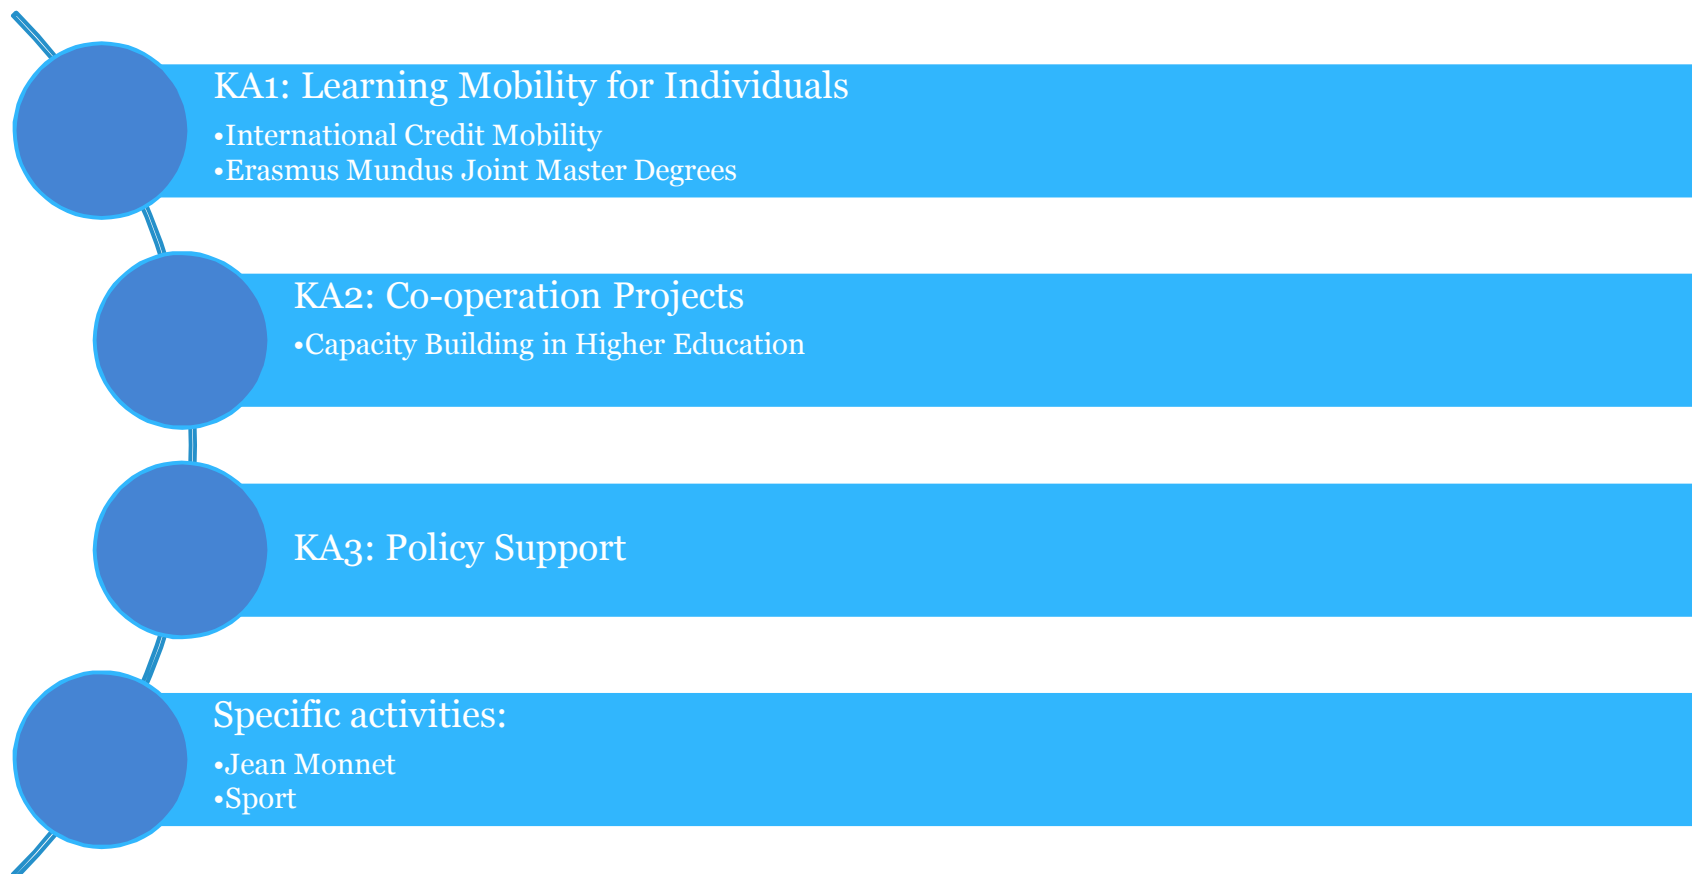 KA1: Learning Mobility for Individuals
•International Credit Mobility
•Erasmus Mundus Joint Master Degrees
KA2: Co-operation Projects
•Capacity Building in Higher Education
KA3: Policy Support
Specific activities:
•Jean Monnet
•Sport